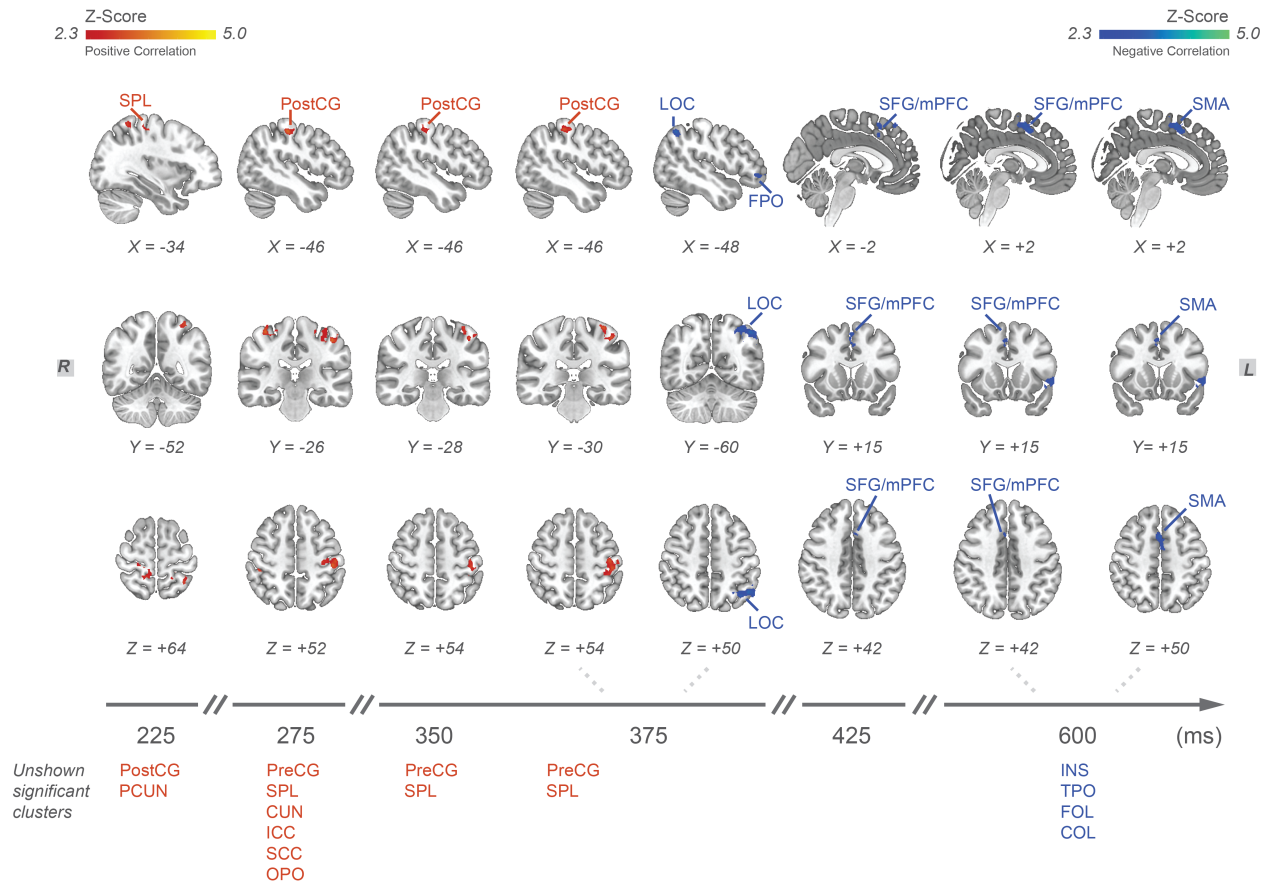 Z-Score
2.3 5.0
Positive Correlation
Z-Score
2.3 5.0
Negative Correlation
SPL PostCG PostCG PostCG LOC SFG/mPFC SFG/mPFC SMA
FPO
X = -34 X = -46 X = -46 X = -46 X = -48 X = -2 X = +2 X = +2
LOC SFG/mPFC SFG/mPFC SMA
R L
Y = -52 Y = -26 Y = -28 Y = -30 Y = -60 Y = +15 Y = +15 Y= +15
SFG/mPFC SFG/mPFC SMA
LOC
Z = +64 Z = +52 Z = +54 Z = +54 Z = +50 Z = +42 Z = +42 Z = +50
225 275 350 375 425 600 (ms)
Unshown
significant
clusters
PostCG
PCUN
PreCG
SPL
CUN
ICC
SCC
OPO
PreCG
SPL
PreCG
SPL
INS
TPO
FOL
COL